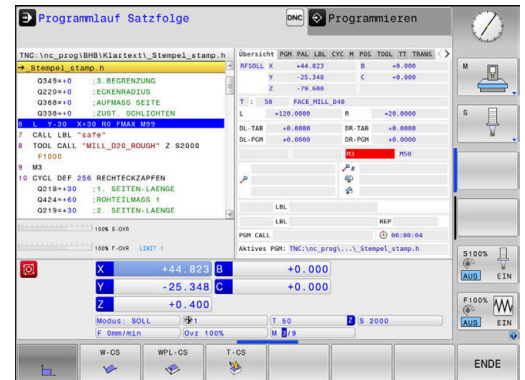 Programmlauf Satzfolge
DNC
Programmieren
TNC:\nc_prog\BHB\Klartext\_Stempel_stamp.h
→_Stempel_stamp.h
Q349=+0 ;3.BEGRENZUNG
Q220=+0 ;ECKENRADIUS
Q368=+0 ;AUFMASS SEITE
Q338=+0 ;ZUST. SCHLICHTEN
6 L Y-30 X+30 R0 FMAX M99
7 CALL LBL "safe"
8 TOOL CALL "MILL_D20_ROUGH" Z S2000
F1000
9 M3
10 CYCL DEF 256 RECHTECKZAPFEN
Q218=+30 ;1. SEITEN-LAENGE
Q424=+60 ;ROHTEILMASS 1
Q219=+30 ;2. SEITEN-LAENGE
100% S-OVR
100% F-OVR LIMIT 1
Übersicht PGM PAL LBL CYC M POS TOOL TT TRANS
RFSOLL X +44.823 B +0.000
Y -25.348 C +0.000
Z -79.600
T : 50 FACE_MILL_D40
L +120.0000 R +20.0000
DL-TAB +0.0000 DR-TAB +0.0000
DL-PGM +0.0000 DR-PGM +0.0000
M3 M50
LBL
LBL REP
PGM CALL 00:00:04
Aktives PGM: TNC:\nc_prog\...\_Stempel_stamp.h
X +44.823 B +0.000
Y -25.348 C +0.000
Z +0.400
Modus: SOLL T 50 Z S 2000
F 0mm/min Ovr 100% M 3/9
M
S
S100%
AUS EIN
F100%
AUS EIN
W-CS WPL-CS T-CS
ENDE